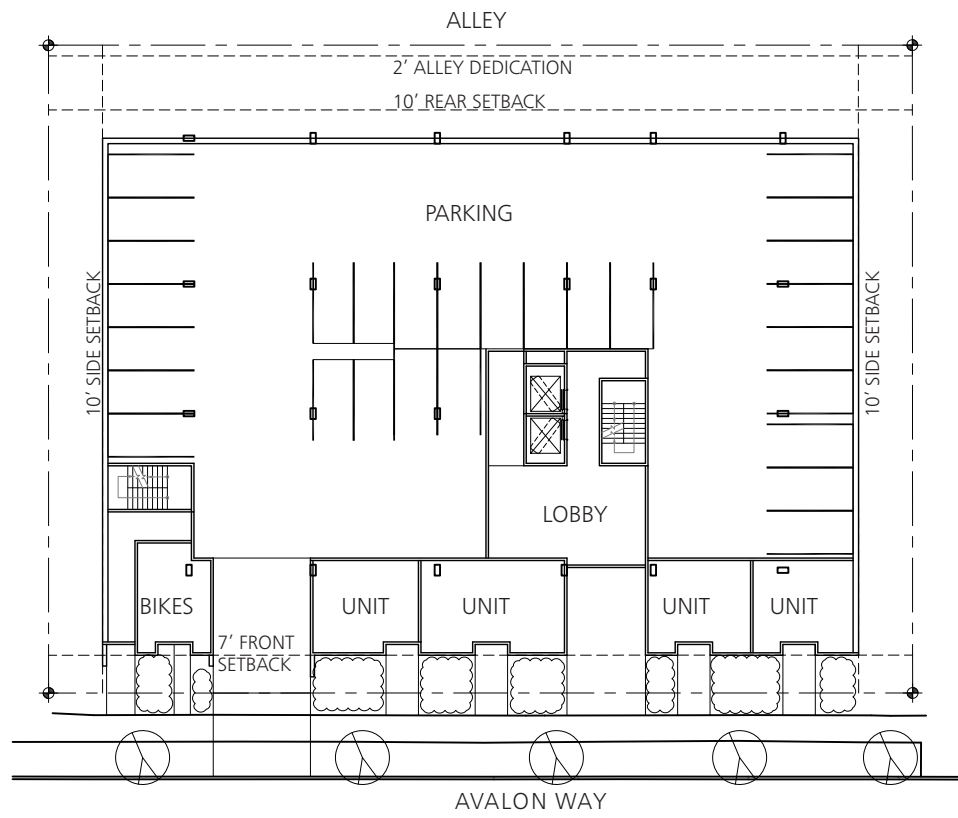 ALLEY
2’ ALLEY DEDICATION
10’ REAR SETBACK
PARKING
10’ SIDE SETBACK
10’ SIDE SETBACK
LOBBY
BIKES
UNIT
UNIT
UNIT
UNIT
7’ FRONT
SETBACK
AVALON WAY